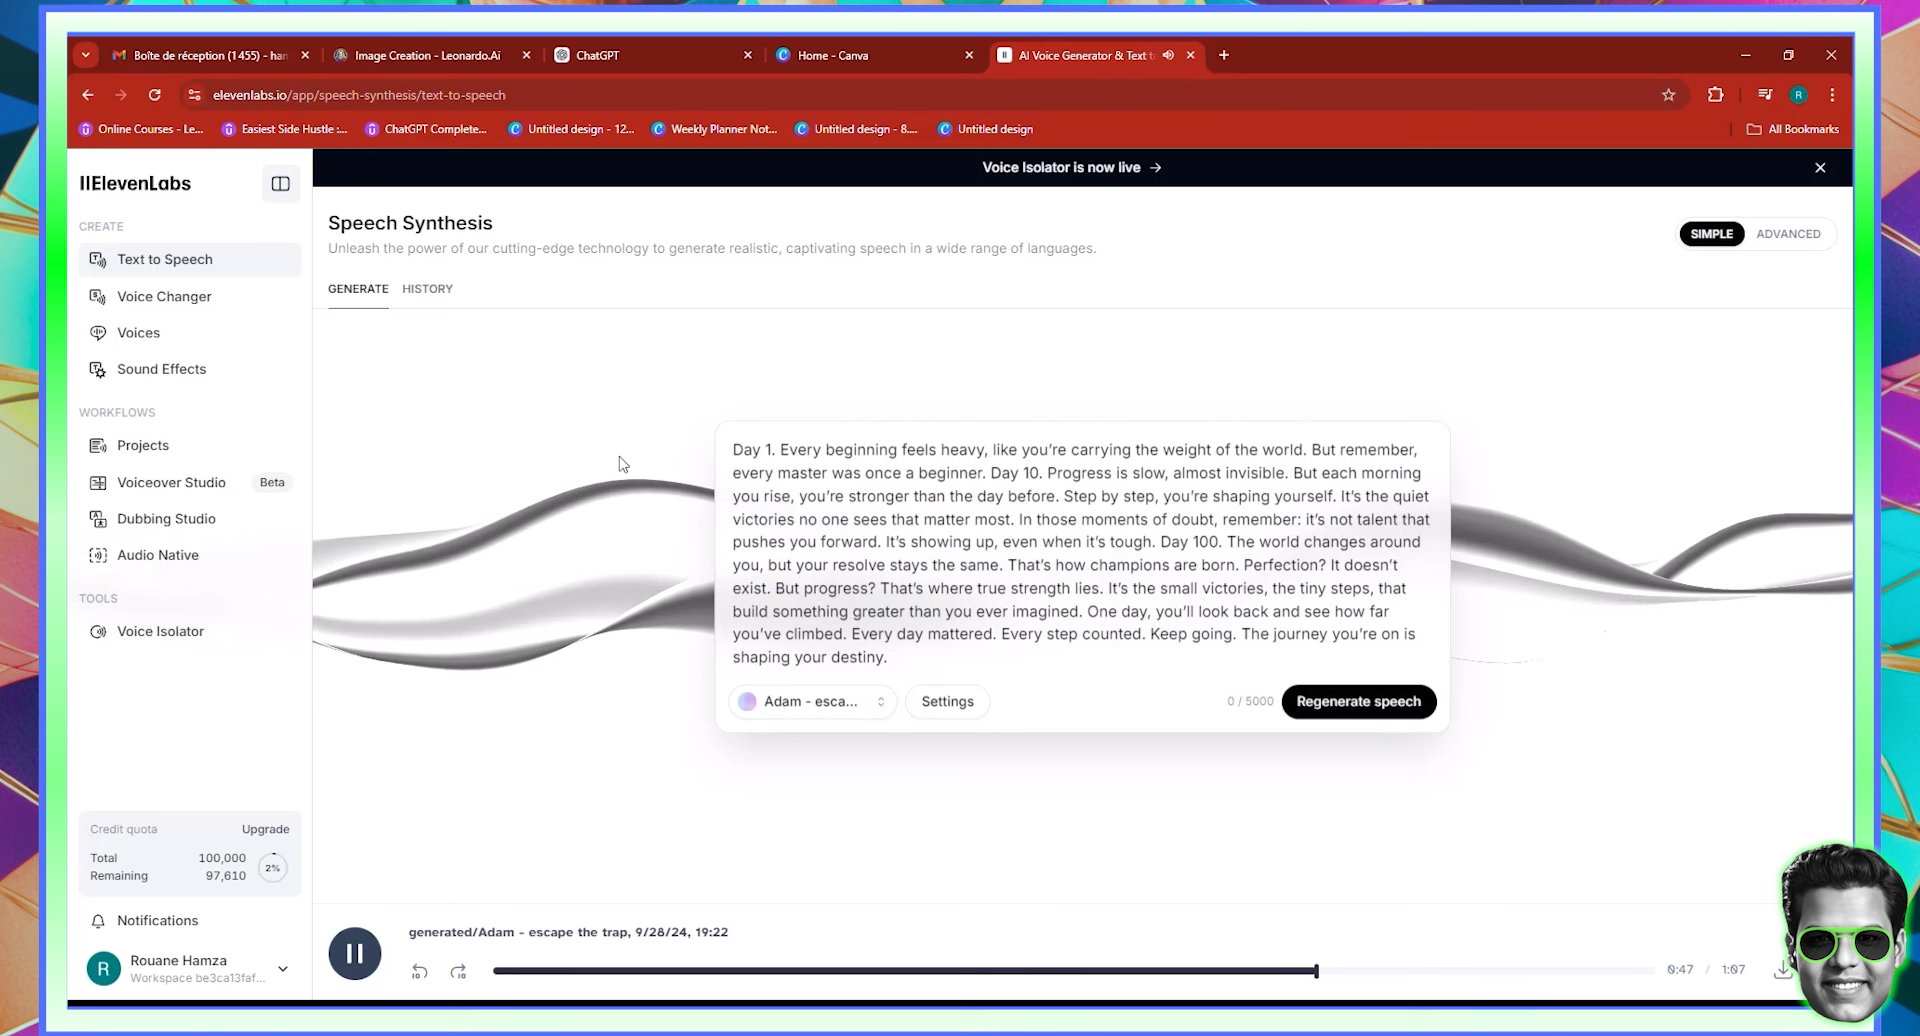 Boîte de réception (1 455) - han
Image Creation - Leonardo.Ai
ChatGPT
Home - Canva
AI Voice Generator & Text t
elevenlabs.io/app/speech-synthesis/text-to-speech
R
Online Courses - Le...
Easiest Side Hustle :...
ChatGPT Complete...
Untitled design - 12...
Weekly Planner Not...
Untitled design - 8....
Untitled design
All Bookmarks
Voice Isolator is now live →
IIElevenLabs
CREATE
Text to Speech
Voice Changer
Voices
Sound Effects
WORKFLOWS
Projects
Voiceover Studio Beta
Dubbing Studio
Audio Native
TOOLS
Voice Isolator
Credit quota Upgrade
Total 100,000
Remaining 97,610
2%
Notifications
R
Rouane Hamza
Workspace be3ca13faf...
Speech Synthesis
Unleash the power of our cutting-edge technology to generate realistic, captivating speech in a wide range of languages.
SIMPLE ADVANCED
GENERATE HISTORY
Day 1. Every beginning feels heavy, like you’re carrying the weight of the world. But remember,
every master was once a beginner. Day 10. Progress is slow, almost invisible. But each morning
you rise, you’re stronger than the day before. Step by step, you’re shaping yourself. It’s the quiet
victories no one sees that matter most. In those moments of doubt, remember: it’s not talent that
pushes you forward. It’s showing up, even when it’s tough. Day 100. The world changes around
you, but your resolve stays the same. That’s how champions are born. Perfection? It doesn’t
exist. But progress? That’s where true strength lies. It’s the small victories, the tiny steps, that
build something greater than you ever imagined. One day, you’ll look back and see how far
you’ve climbed. Every day mattered. Every step counted. Keep going. The journey you’re on is
shaping your destiny.
Adam - esca... Settings 0 / 5000 Regenerate speech
generated/Adam - escape the trap, 9/28/24, 19:22
10 10 0:47 / 1:07